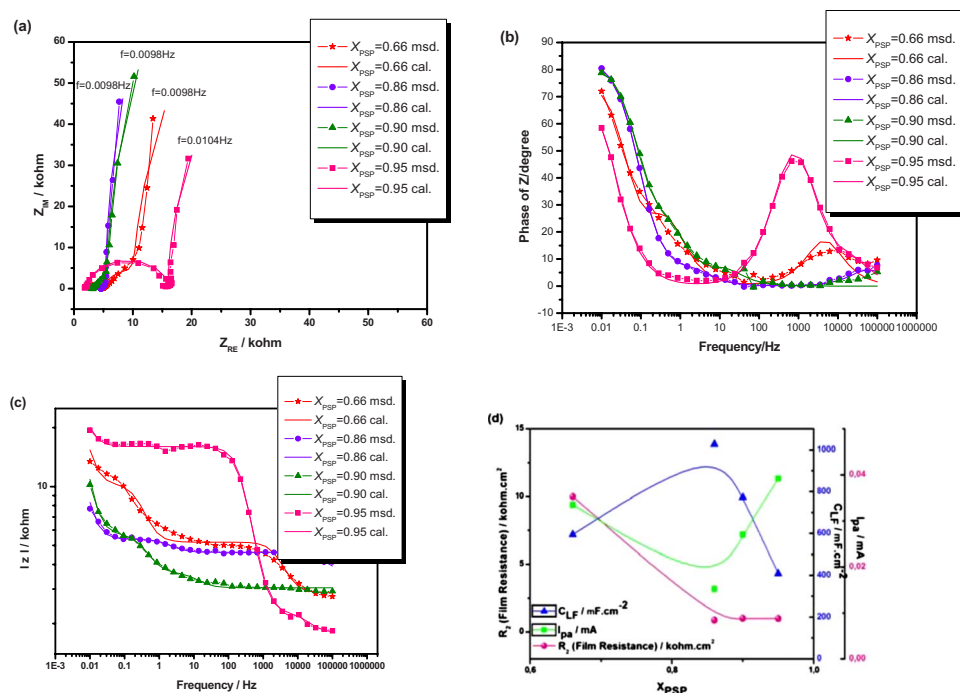 (a)
60
50
40
30
20
10
0
Z_IM / kohm
0 10 20 30 40 50 60
Z_RE / kohm
f=0.0098Hz
f=0.0098Hz
f=0.0098Hz
f=0.0104Hz
X_PSP=0.66 msd.
X_PSP=0.66 cal.
X_PSP=0.86 msd.
X_PSP=0.86 cal.
X_PSP=0.90 msd.
X_PSP=0.90 cal.
X_PSP=0.95 msd.
X_PSP=0.95 cal.
(b)
90
80
70
60
50
40
30
20
10
0
-10
Phase of Z/degree
1E-3 0.01 0.1 1 10 100 1000 10000 100000 1000000
Frequency/Hz
X_PSP=0.66 msd.
X_PSP=0.66 cal.
X_PSP=0.86 msd.
X_PSP=0.86 cal.
X_PSP=0.90 msd.
X_PSP=0.90 cal.
X_PSP=0.95 msd.
X_PSP=0.95 cal.
(c)
10
I z I / kohm
1E-3 0.01 0.1 1 10 100 1000 10000 100000 1000000
Frequency / Hz
X_PSP=0.66 msd.
X_PSP=0.66 cal.
X_PSP=0.86 msd.
X_PSP=0.86 cal.
X_PSP=0.90 msd.
X_PSP=0.90 cal.
X_PSP=0.95 msd.
X_PSP=0.95 cal.
(d)
15
10
5
0
R_2 (Film Resistance) / kohm.cm^2
0,6 0,8 1,0
X_PSP
C_LF / mF.cm^-2
I_pa / mA
R_2 (Film Resistance) / kohm.cm^2
1000
800
600
400
200
0
C_LF / mF.cm^-2
0,04
0,02
0,00
I_pa / mA